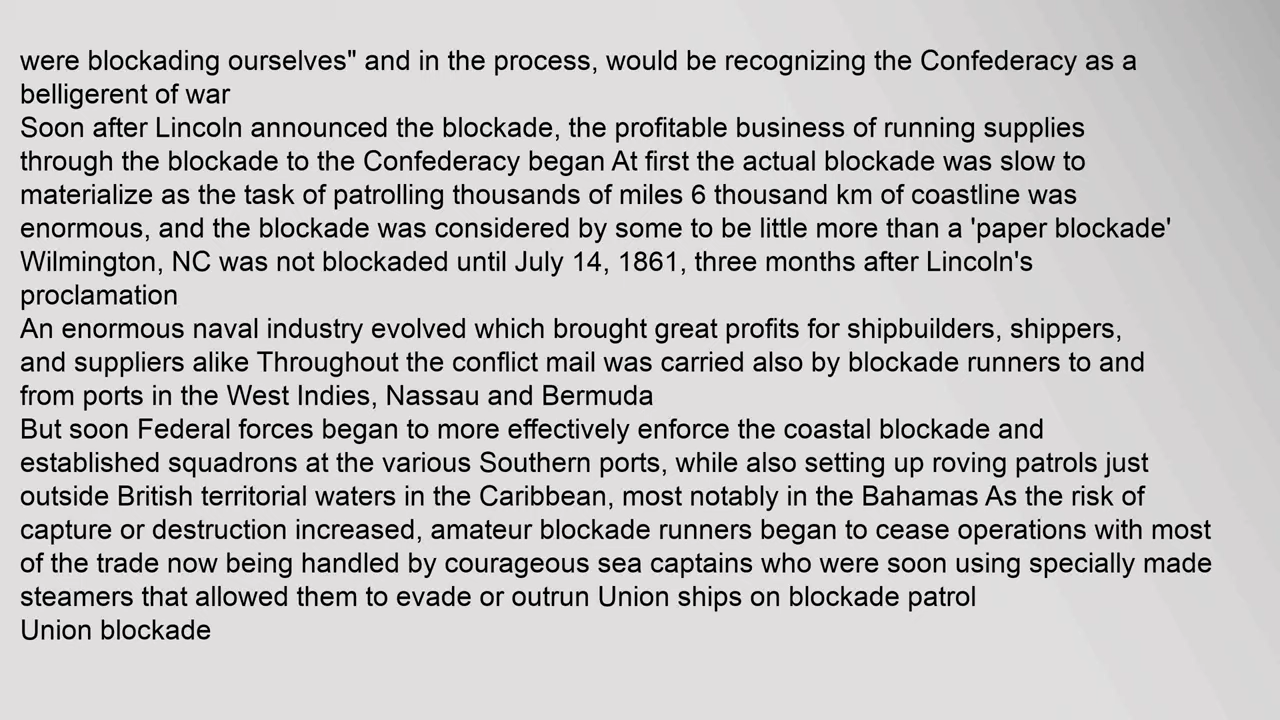 were blockading ourselves" and in the process, would be recognizing the Confederacy as a
belligerent of war
Soon after Lincoln announced the blockade, the profitable business of running supplies
through the blockade to the Confederacy began At first the actual blockade was slow to
materialize as the task of patrolling thousands of miles 6 thousand km of coastline was
enormous, and the blockade was considered by some to be little more than a 'paper blockade'
Wilmington, NC was not blockaded until July 14, 1861, three months after Lincoln's
proclamation
An enormous naval industry evolved which brought great profits for shipbuilders, shippers,
and suppliers alike Throughout the conflict mail was carried also by blockade runners to and
from ports in the West Indies, Nassau and Bermuda
But soon Federal forces began to more effectively enforce the coastal blockade and
established squadrons at the various Southern ports, while also setting up roving patrols just
outside British territorial waters in the Caribbean, most notably in the Bahamas As the risk of
capture or destruction increased, amateur blockade runners began to cease operations with most
of the trade now being handled by courageous sea captains who were soon using specially made
steamers that allowed them to evade or outrun Union ships on blockade patrol
Union blockade